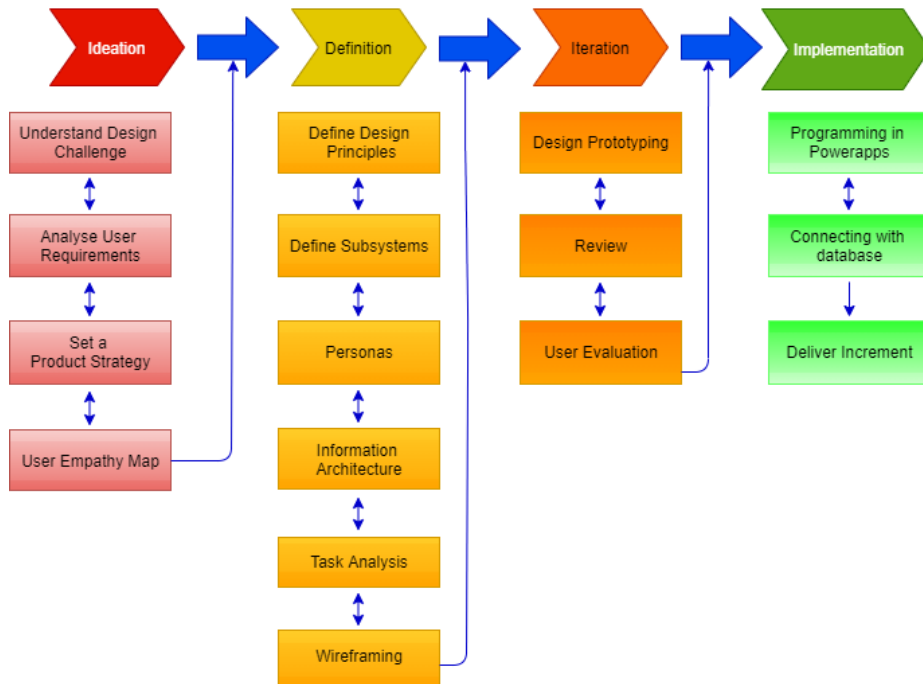 Ideation
Definition
Iteration
Implementation
Understand Design
Challenge
Analyse User
Requirements
Set a
Product Strategy
User Empathy Map
Define Design
Principles
Define Subsystems
Personas
Information
Architecture
Task Analysis
Wireframing
Design Prototyping
Review
User Evaluation
Programming in
Powerapps
Connecting with
database
Deliver Increment